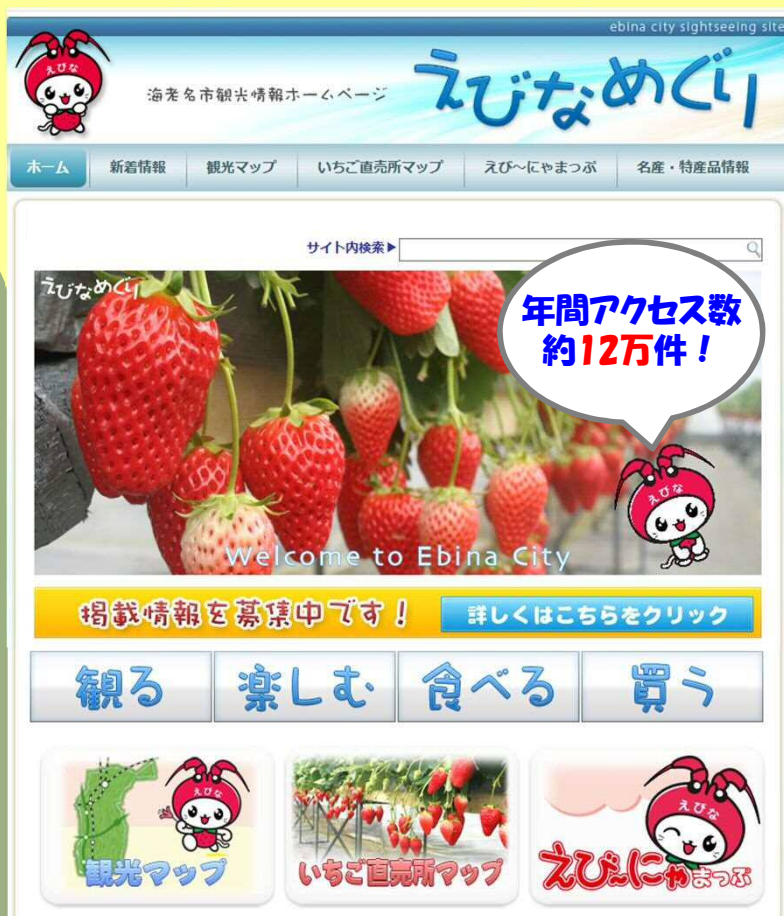 ebina city sightseeing site
えびな
海老名市観光情報ホームページ
えびなめぐり
ホーム 新着情報 観光マップ いちご直売所マップ えび～にゃまっぷ 名産・特産品情報
サイト内検索▶
えびなめぐり
年間アクセス数
約12万件！
えびな
Welcome to Ebina City
掲載情報を募集中です！ 詳しくはこちらをクリック
観る 楽しむ 食べる 買う
えびな
えびな
観光マップ いちご直売所マップ えび～にゃまっぷ